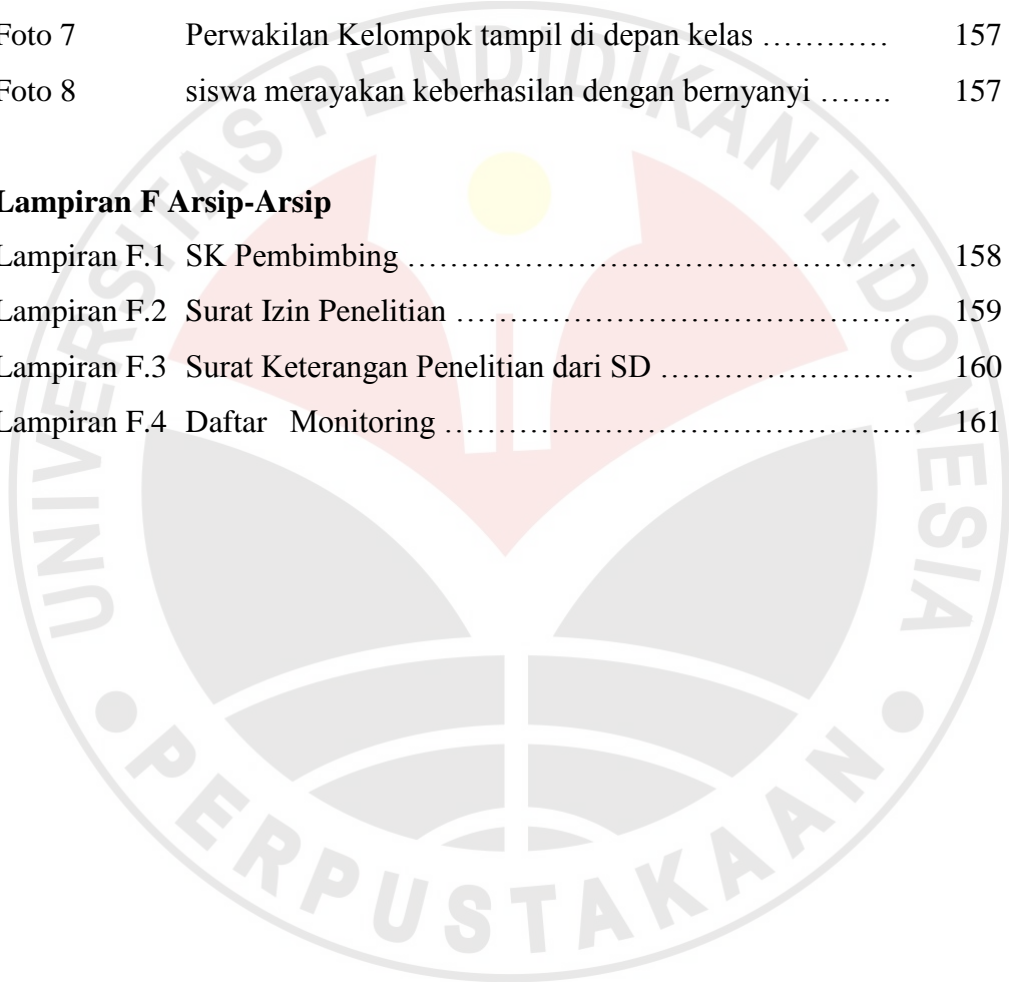 Foto 7 Perwakilan Kelompok tampil di depan kelas ………… 157
Foto 8 siswa merayakan keberhasilan dengan bernyanyi ……. 157
Lampiran F Arsip-Arsip
Lampiran F.1 SK Pembimbing ………………………………………………… 158
Lampiran F.2 Surat Izin Penelitian ……………………………………………. 159
Lampiran F.3 Surat Keterangan Penelitian dari SD …………………… 160
Lampiran F.4 Daftar Monitoring ……………………………………………… 161
UNIVERSITAS PENDIDIKAN INDONESIA
PERPUSTAKAAN